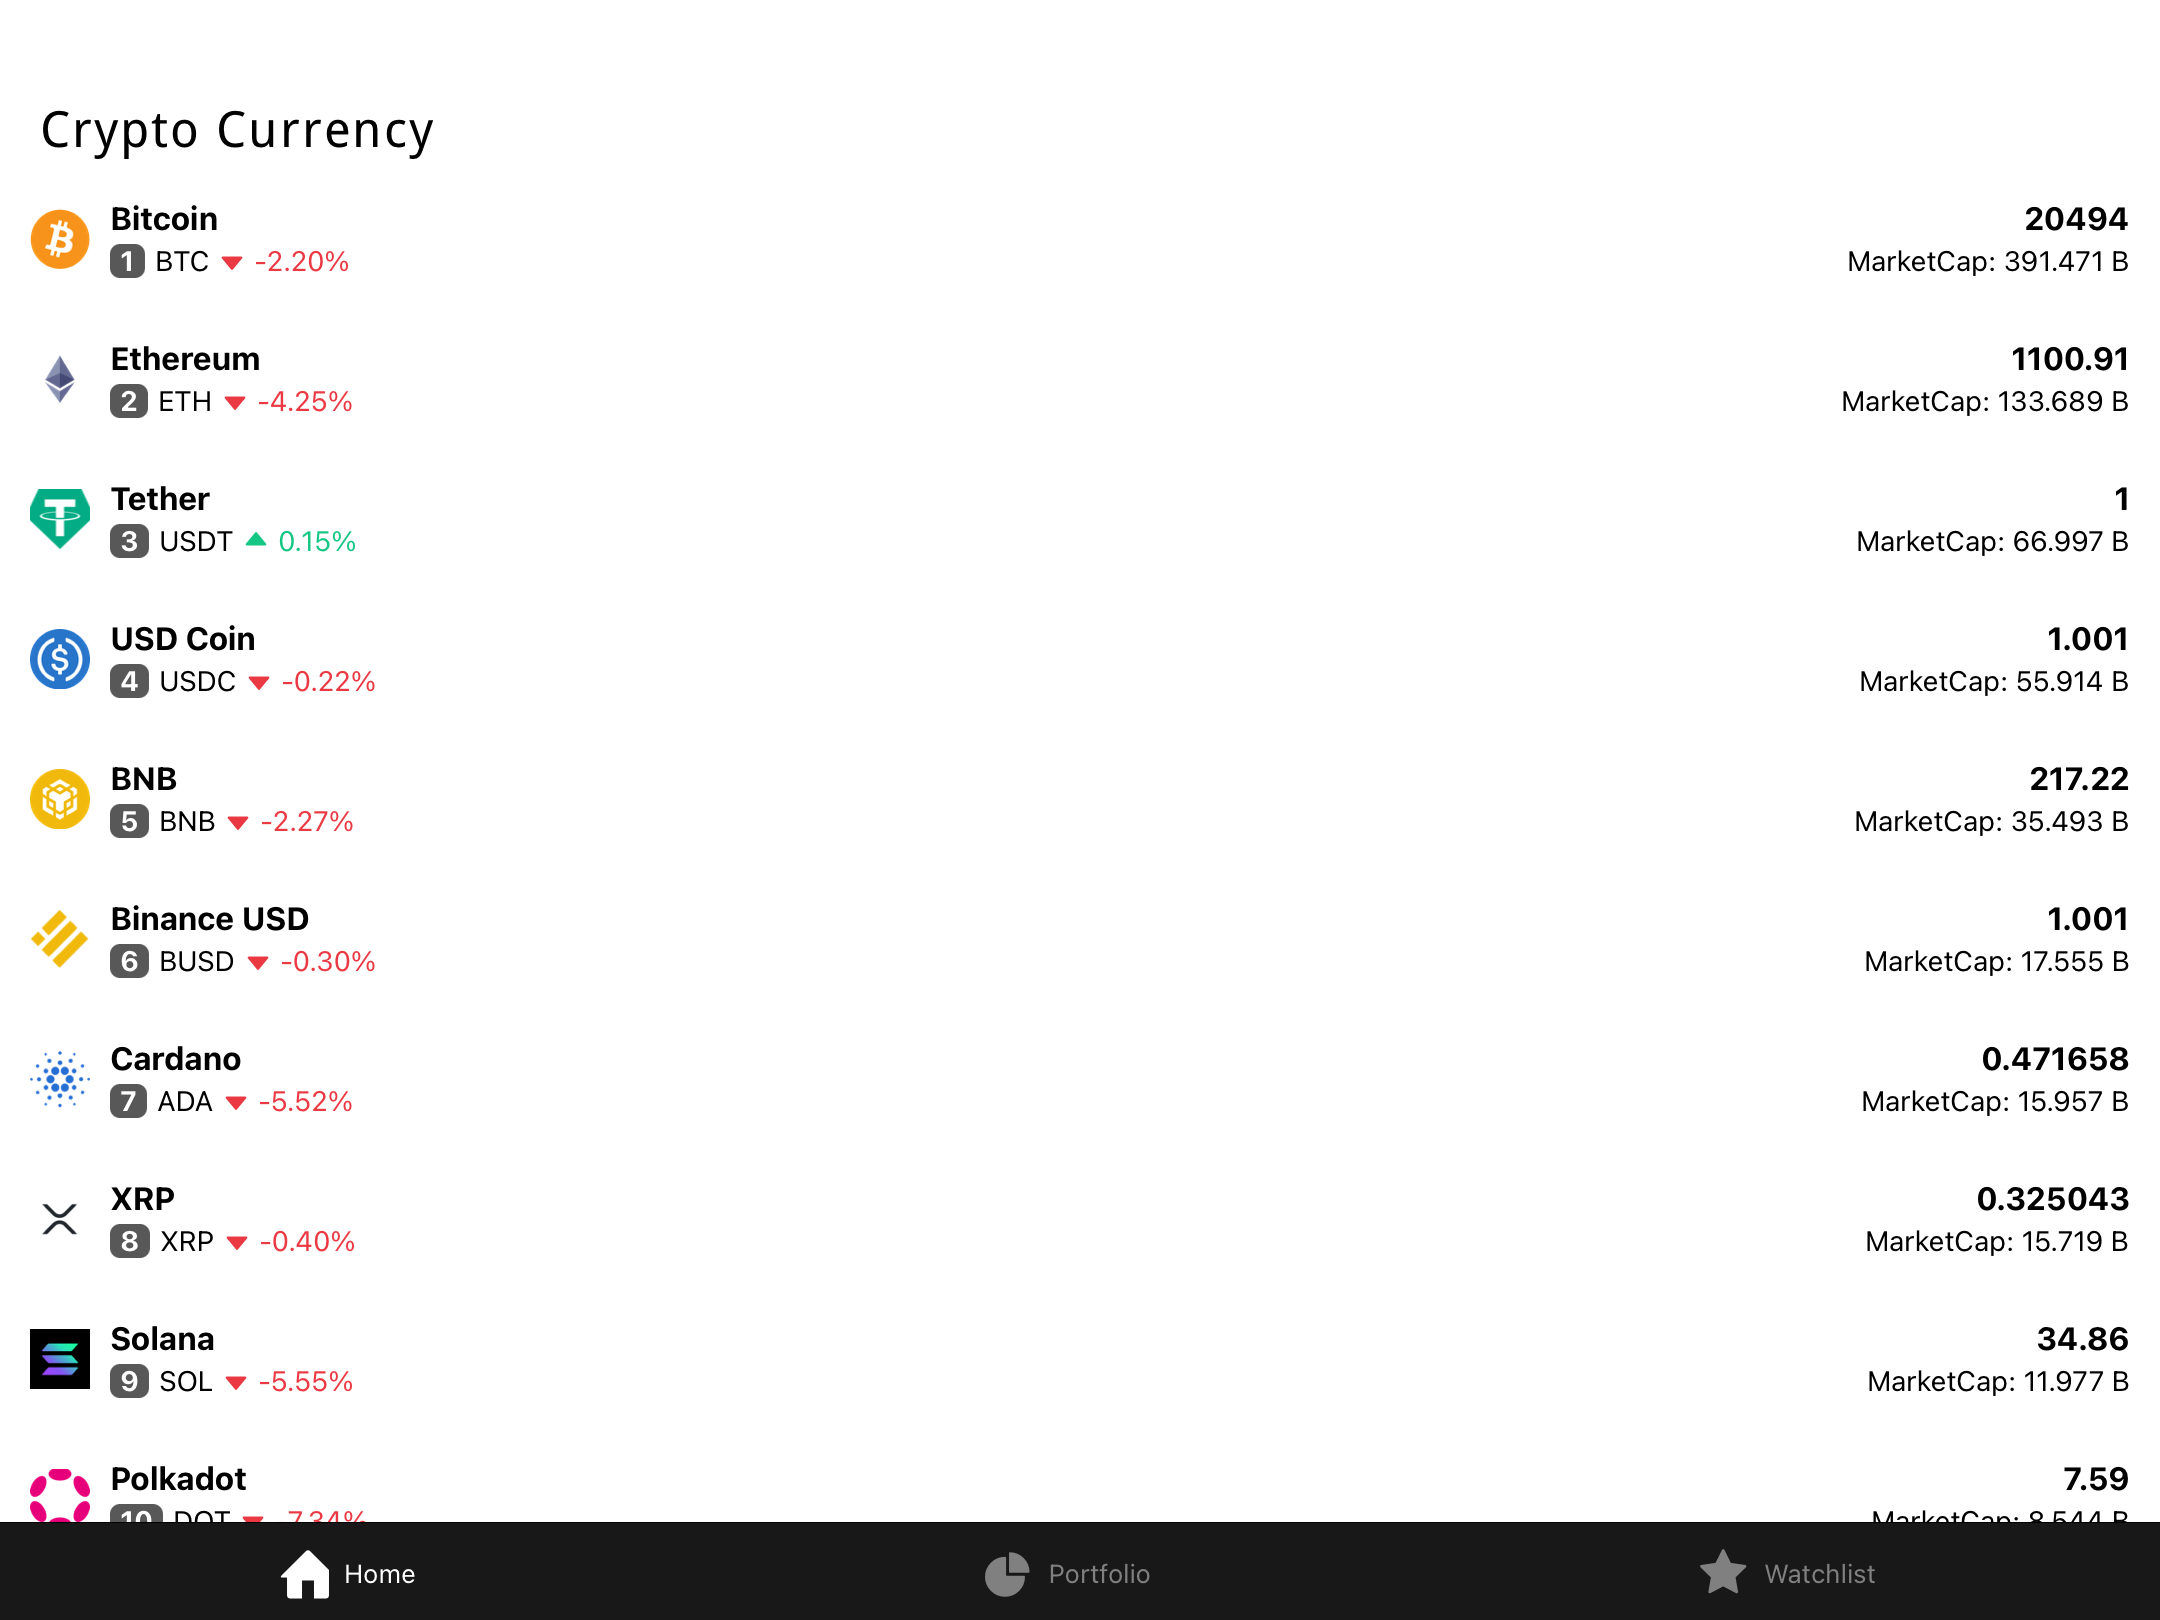 Crypto Currency
Bitcoin 20494
1 BTC -2.20% MarketCap: 391.471 B
Ethereum 1100.91
2 ETH -4.25% MarketCap: 133.689 B
Tether 1
3 USDT 0.15% MarketCap: 66.997 B
USD Coin 1.001
4 USDC -0.22% MarketCap: 55.914 B
BNB 217.22
5 BNB -2.27% MarketCap: 35.493 B
Binance USD 1.001
6 BUSD -0.30% MarketCap: 17.555 B
Cardano 0.471658
7 ADA -5.52% MarketCap: 15.957 B
XRP 0.325043
8 XRP -0.40% MarketCap: 15.719 B
Solana 34.86
9 SOL -5.55% MarketCap: 11.977 B
Polkadot 7.59
10 DOT -7.34% MarketCap: 8.544 B
Home Portfolio Watchlist